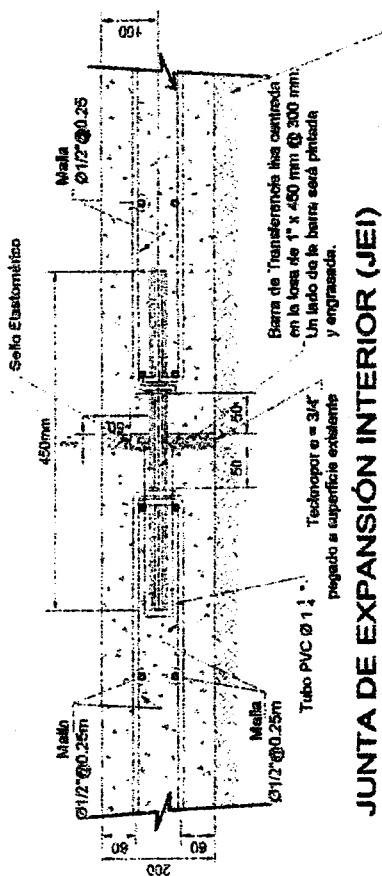 Sello Elastomérico
450mm
100
Malla
Ø1/2"@0.25
Malla
Ø1/2"@0.25m
60
60
200
50
50
Malla
Ø1/2"@0.25m
Tubo PVC Ø 1 1/4"
Tecknopor e = 3/4"
pegado a superficie existente
Barra de Transferencia lisa centrada
en la losa de 1" x 450 mm @ 300 mm.
Un lado de la barra será pintada
y engrasada.
JUNTA DE EXPANSIÓN INTERIOR (JEI)